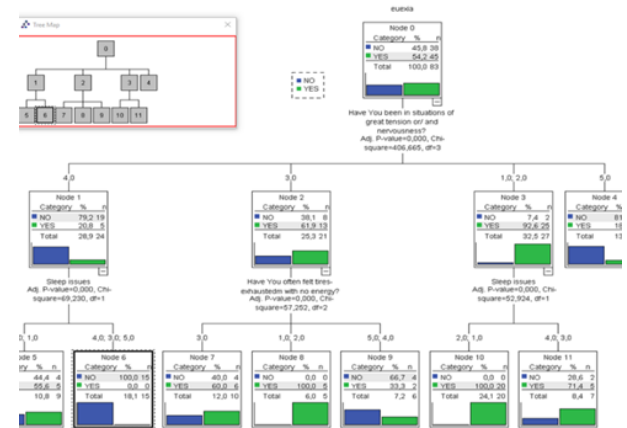 Tree Map
0
1 2 3 4
5 6 7 8 9 10 11
euexia
NO
YES
Node 0
Category % n
NO 45,8 38
YES 54,2 45
Total 100,0 83
Have You been in situations of
great tension or/ and
nervousness?
Adj. P-value=0,000, Chi-
square=406,665, df=3
4,0
3,0
1,0; 2,0
5,0
Node 1
Category % n
NO 79,2 19
YES 20,8 5
Total 28,9 24
Node 2
Category % n
NO 38,1 8
YES 61,9 13
Total 25,3 21
Node 3
Category % n
NO 7,4 2
YES 92,6 25
Total 32,5 27
Node 4
Category %
NO 81
YES 18
Total 13
Sleep issues
Adj. P-value=0,000, Chi-
square=69,230, df=1
Have You often felt tires-
exhaustedm with no energy?
Adj. P-value=0,000, Chi-
square=57,252, df=2
Sleep issues
Adj. P-value=0,000, Chi-
square=52,924, df=1
0, 1,0
4,0; 3,0; 5,0
3,0
1,0; 2,0
5,0; 4,0
2,0; 1,0
4,0; 3,0
ode 5
gory % n
44,4 4
55,6 5
10,8 9
Node 6
Category % n
NO 100,0 15
YES 0,0 0
Total 18,1 15
Node 7
Category % n
NO 40,0 4
YES 60,0 6
Total 12,0 10
Node 8
Category % n
NO 0,0 0
YES 100,0 5
Total 6,0 5
Node 9
Category % n
NO 66,7 4
YES 33,3 2
Total 7,2 6
Node 10
Category % n
NO 0,0 0
YES 100,0 20
Total 24,1 20
Node 11
Category % n
NO 28,6 2
YES 71,4 5
Total 8,4 7